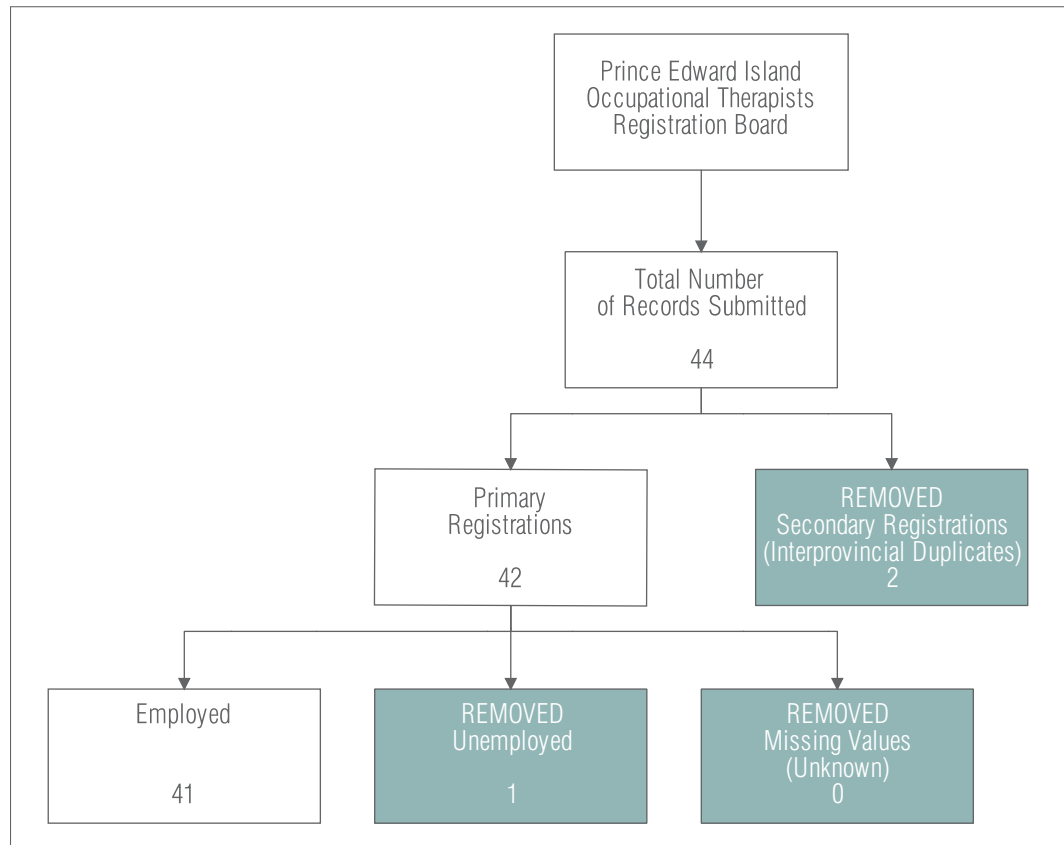 Prince Edward Island
Occupational Therapists
Registration Board
Total Number
of Records Submitted
44
Primary
Registrations
42
REMOVED
Secondary Registrations
(Interprovincial Duplicates)
2
Employed
41
REMOVED
Unemployed
1
REMOVED
Missing Values
(Unknown)
0